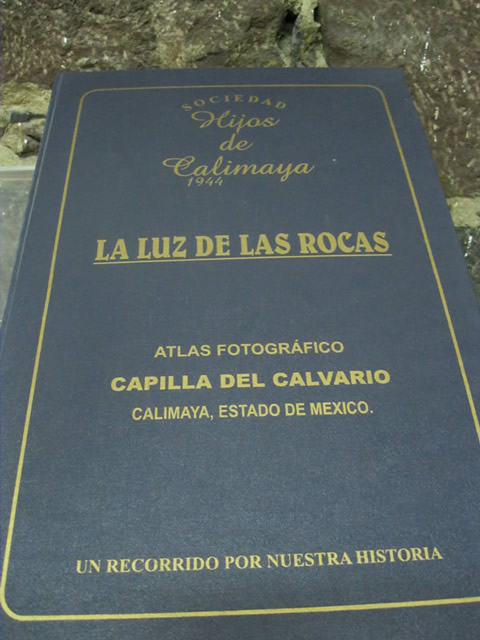 SOCIEDAD
Hijos
de
Calimaya
1944
LA LUZ DE LAS ROCAS
ATLAS FOTOGRÁFICO
CAPILLA DEL CALVARIO
CALIMAYA, ESTADO DE MEXICO.
UN RECORRIDO POR NUESTRA HISTORIA